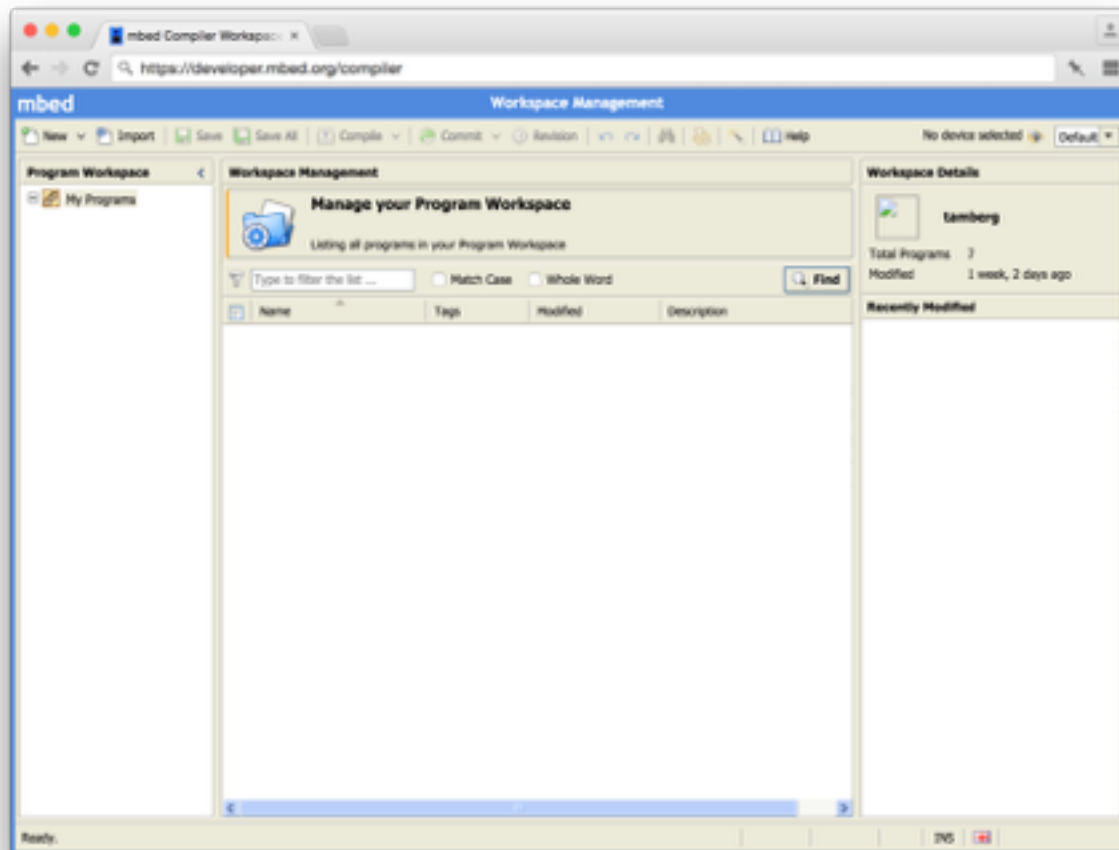 mbed Compiler Workspac
https://developer.mbed.org/compiler
mbed Workspace Management
New Import Save Save All Compile Commit Revision Help No device selected Default
Program Workspace
My Programs
Workspace Management
Manage your Program Workspace
Listing all programs in your Program Workspace
Type to filter the list ... Match Case Whole Word Find
Name Tags Modified Description
Workspace Details
tamberg
Total Programs 7
Modified 1 week, 2 days ago
Recently Modified
Ready. INS